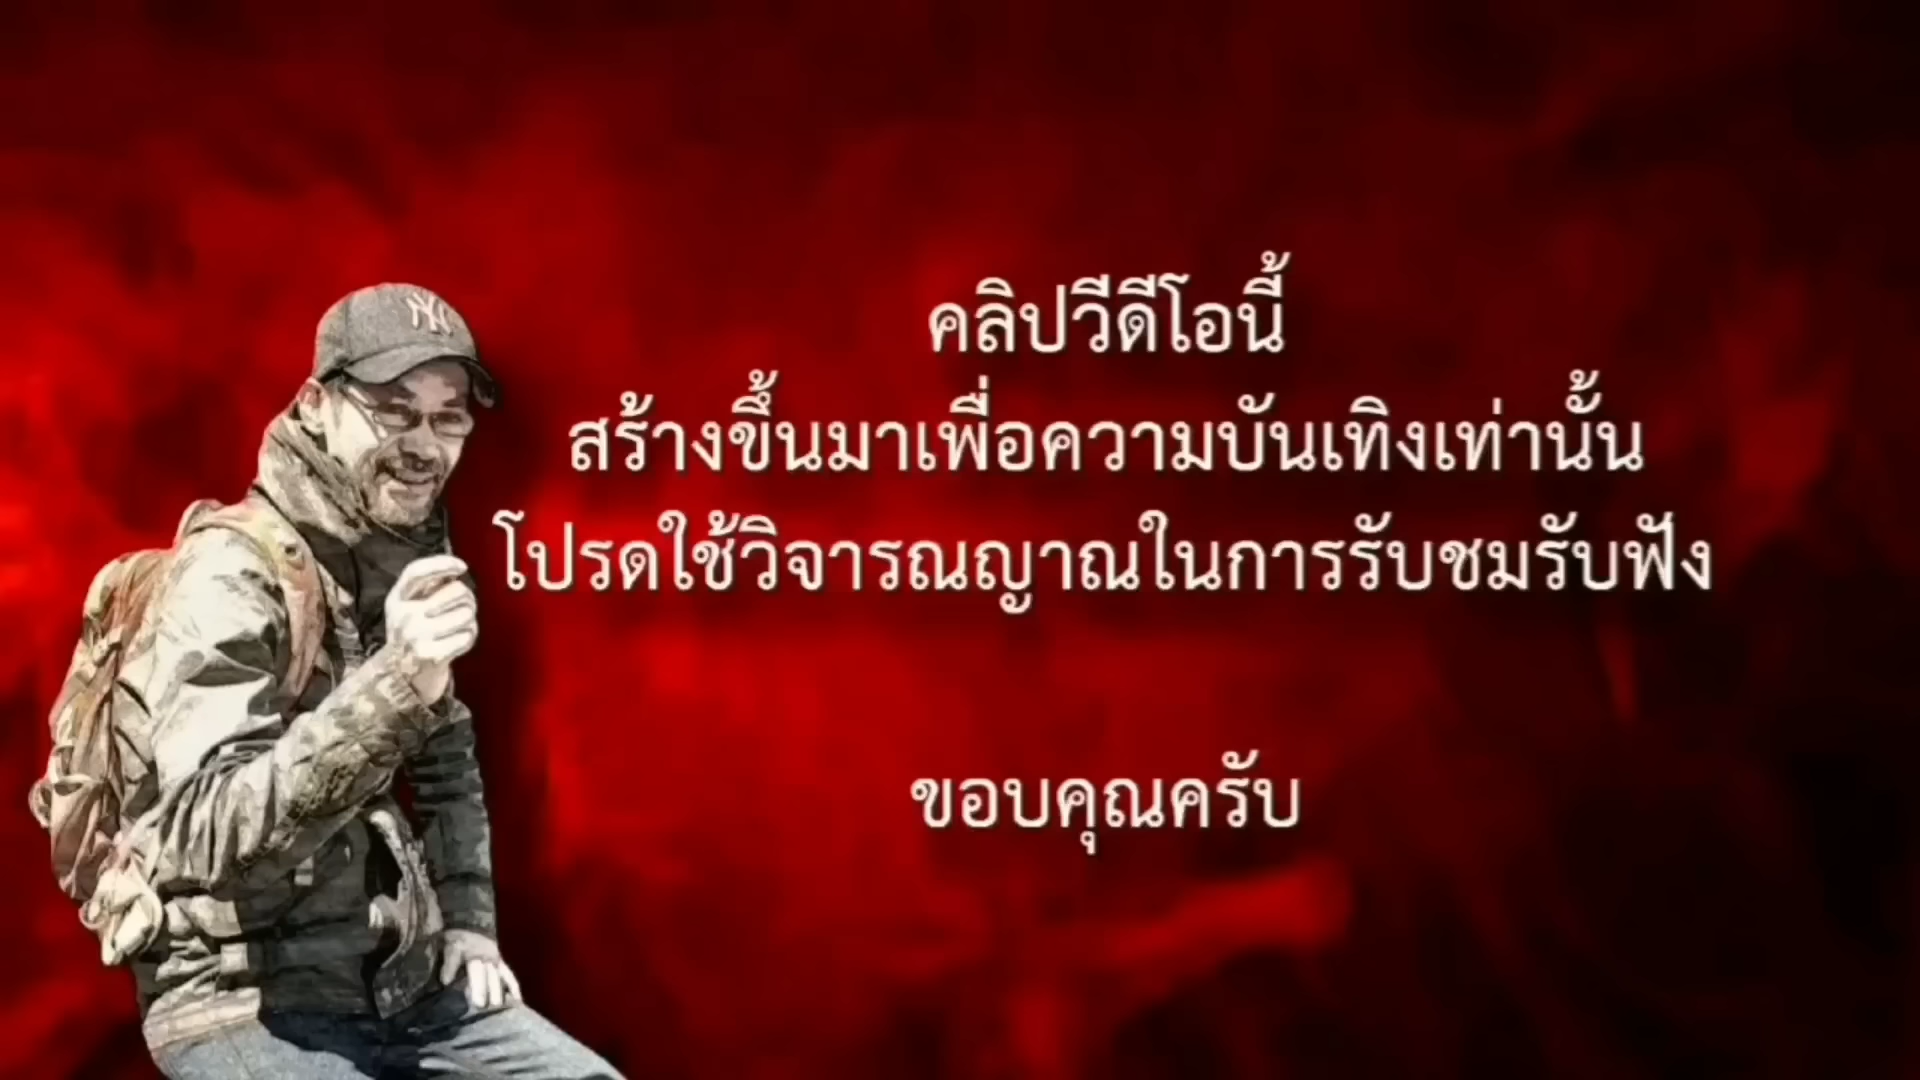 NY
คลิปวีดีโอนี้
สร้างขึ้นมาเพื่อความบันเทิงเท่านั้น
โปรดใช้วิจารณญาณในการรับชมรับฟัง
ขอบคุณครับ